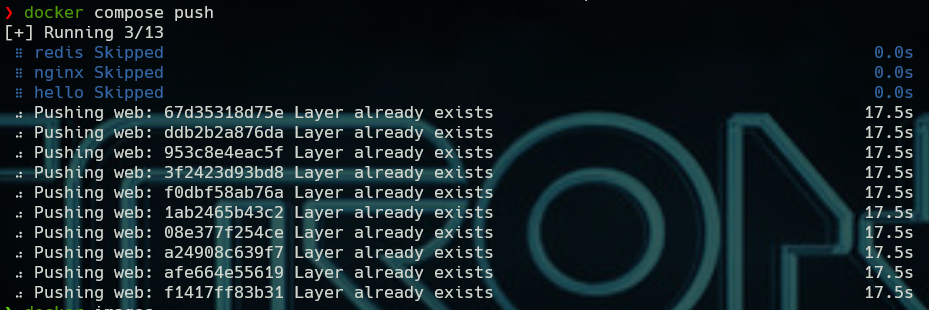 ❯ docker compose push
[+] Running 3/13
⠿ redis Skipped 0.0s
⠿ nginx Skipped 0.0s
⠿ hello Skipped 0.0s
⠴ Pushing web: 67d35318d75e Layer already exists 17.5s
⠴ Pushing web: ddb2b2a876da Layer already exists 17.5s
⠴ Pushing web: 953c8e4eac5f Layer already exists 17.5s
⠴ Pushing web: 3f2423d93bd8 Layer already exists 17.5s
⠴ Pushing web: f0dbf58ab76a Layer already exists 17.5s
⠴ Pushing web: 1ab2465b43c2 Layer already exists 17.5s
⠴ Pushing web: 08e377f254ce Layer already exists 17.5s
⠴ Pushing web: a24908c639f7 Layer already exists 17.5s
⠴ Pushing web: afe664e55619 Layer already exists 17.5s
⠴ Pushing web: f1417ff83b31 Layer already exists 17.5s
❯ docker images